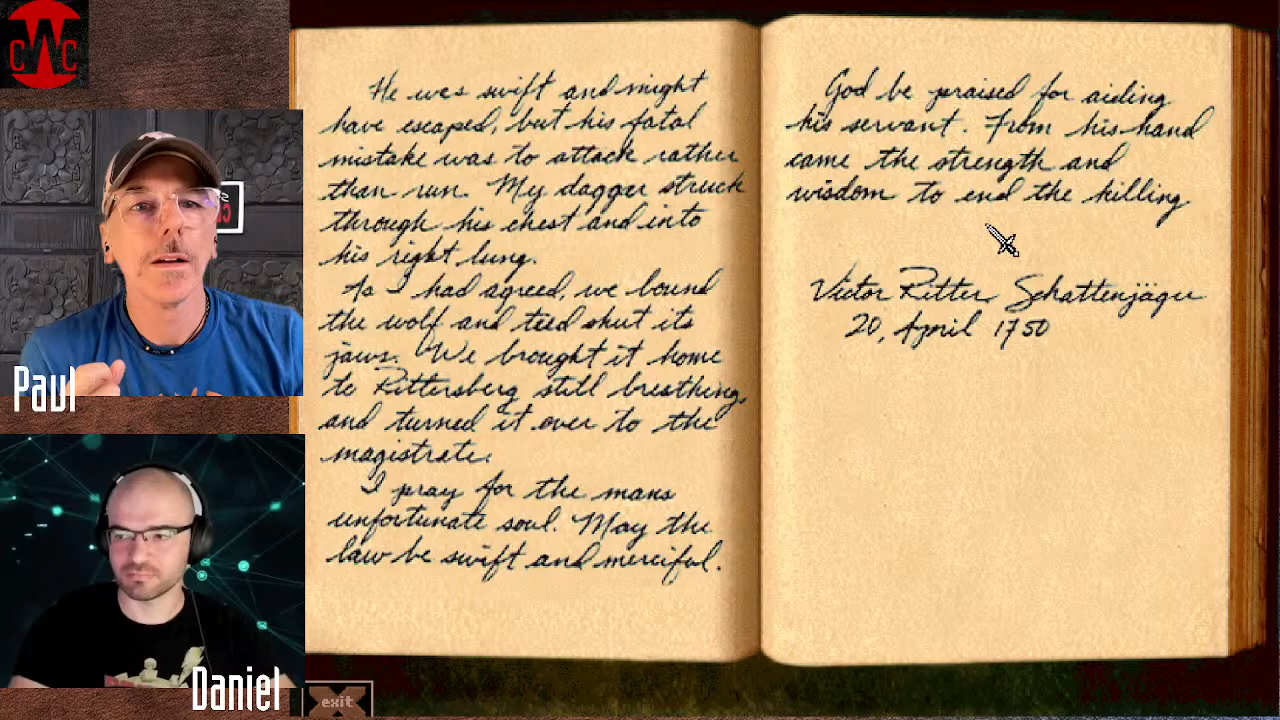 CWC
Paul
Daniel
He was swift and might
have escaped, but his fatal
mistake was to attack rather
than run. My dagger struck
through his chest and into
his right lung.
As I had agreed, we bound
the wolf and teed shut its
jaws. We brought it home
to Rittersberg still breathing,
and turned it over to the
magistrate.
I pray for the mans
unfortunate soul. May the
law be swift and merciful.
God be praised for aiding
his servant. From his hand
came the strength and
wisdom to end the killing
Victor Ritter, Schattenjäger
20, April 1750
exit